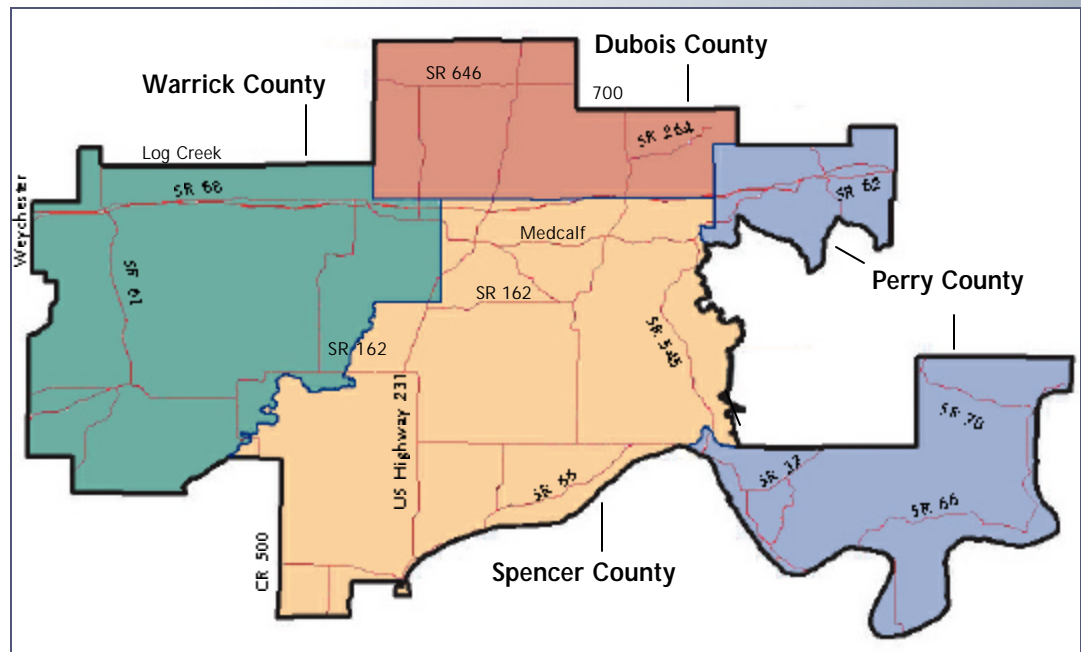 Dubois County
SR 646
Warrick County
700
SR 264
Log Creek
SR 68
SR 62
Weychester
Medcalf
SR 61
Perry County
SR 162
SR 545
SR 162
US Highway 231
SR 70
SR 37
SR 66
SR 66
CR 500
Spencer County